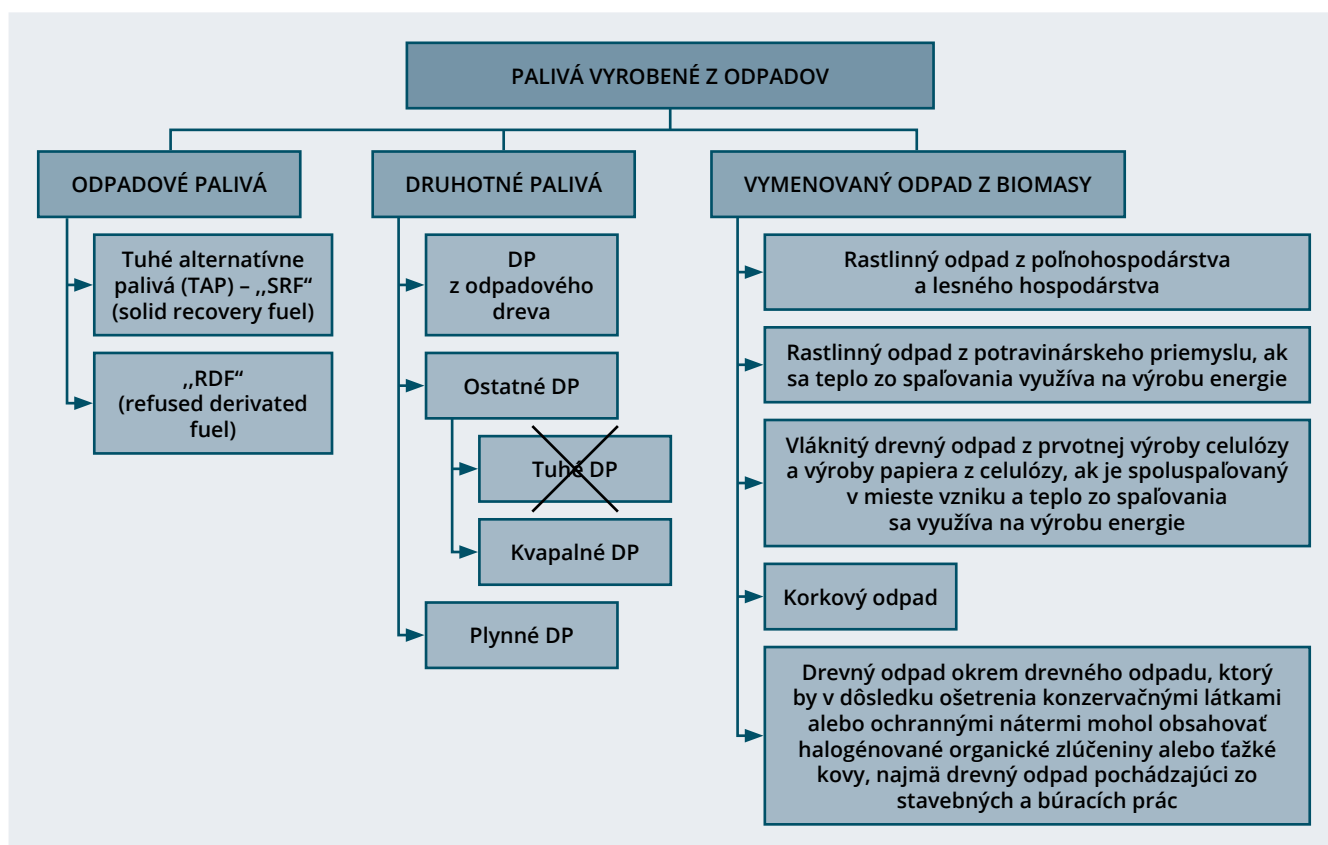 PALIVÁ VYROBENÉ Z ODPADOV
ODPADOVÉ PALIVÁ
Tuhé alternatívne
palivá (TAP) – ,,SRF“
(solid recovery fuel)
,,RDF“
(refused derivated
fuel)
DRUHOTNÉ PALIVÁ
DP
z odpadového
dreva
Ostatné DP
Tuhé DP
Kvapalné DP
Plynné DP
VYMENOVANÝ ODPAD Z BIOMASY
Rastlinný odpad z poľnohospodárstva
a lesného hospodárstva
Rastlinný odpad z potravinárskeho priemyslu, ak
sa teplo zo spaľovania využíva na výrobu energie
Vláknitý drevný odpad z prvotnej výroby celulózy
a výroby papiera z celulózy, ak je spoluspaľovaný
v mieste vzniku a teplo zo spaľovania
sa využíva na výrobu energie
Korkový odpad
Drevný odpad okrem drevného odpadu, ktorý
by v dôsledku ošetrenia konzervačnými látkami
alebo ochrannými nátermi mohol obsahovať
halogénované organické zlúčeniny alebo ťažké
kovy, najmä drevný odpad pochádzajúci zo
stavebných a búracích prác